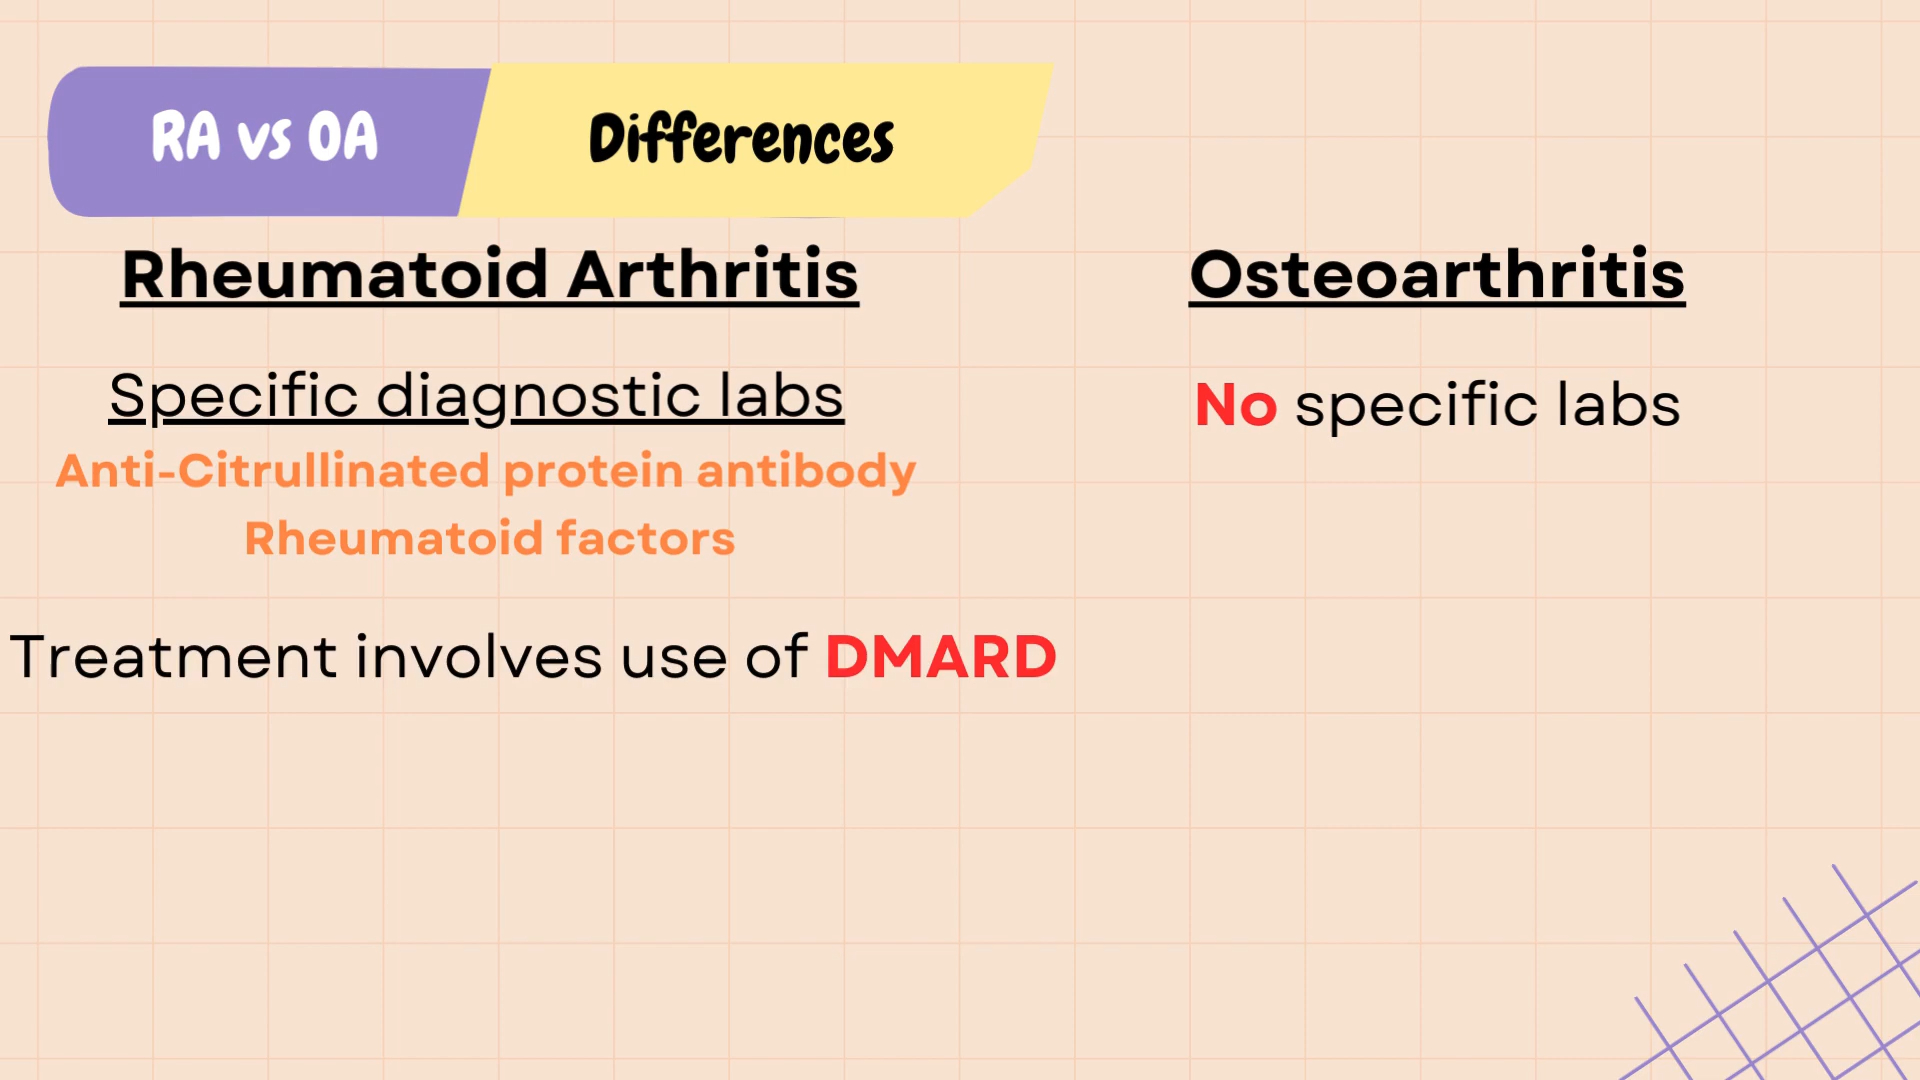 RA vs OA
Differences
Rheumatoid Arthritis
Specific diagnostic labs
Anti-Citrullinated protein antibody
Rheumatoid factors
Treatment involves use of DMARD
Osteoarthritis
No specific labs